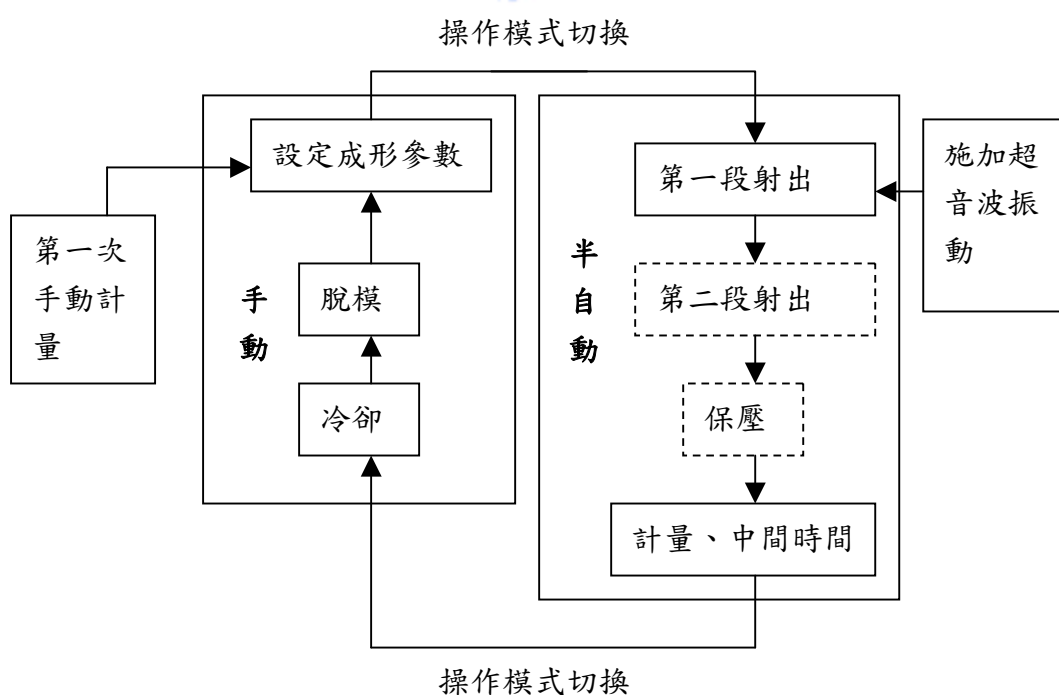 操作模式切換
設定成形參數
第一次
手動計
量
手
動
脫模
冷卻
半
自
動
第一段射出
第二段射出
保壓
計量、中間時間
施加超
音波振
動
操作模式切換